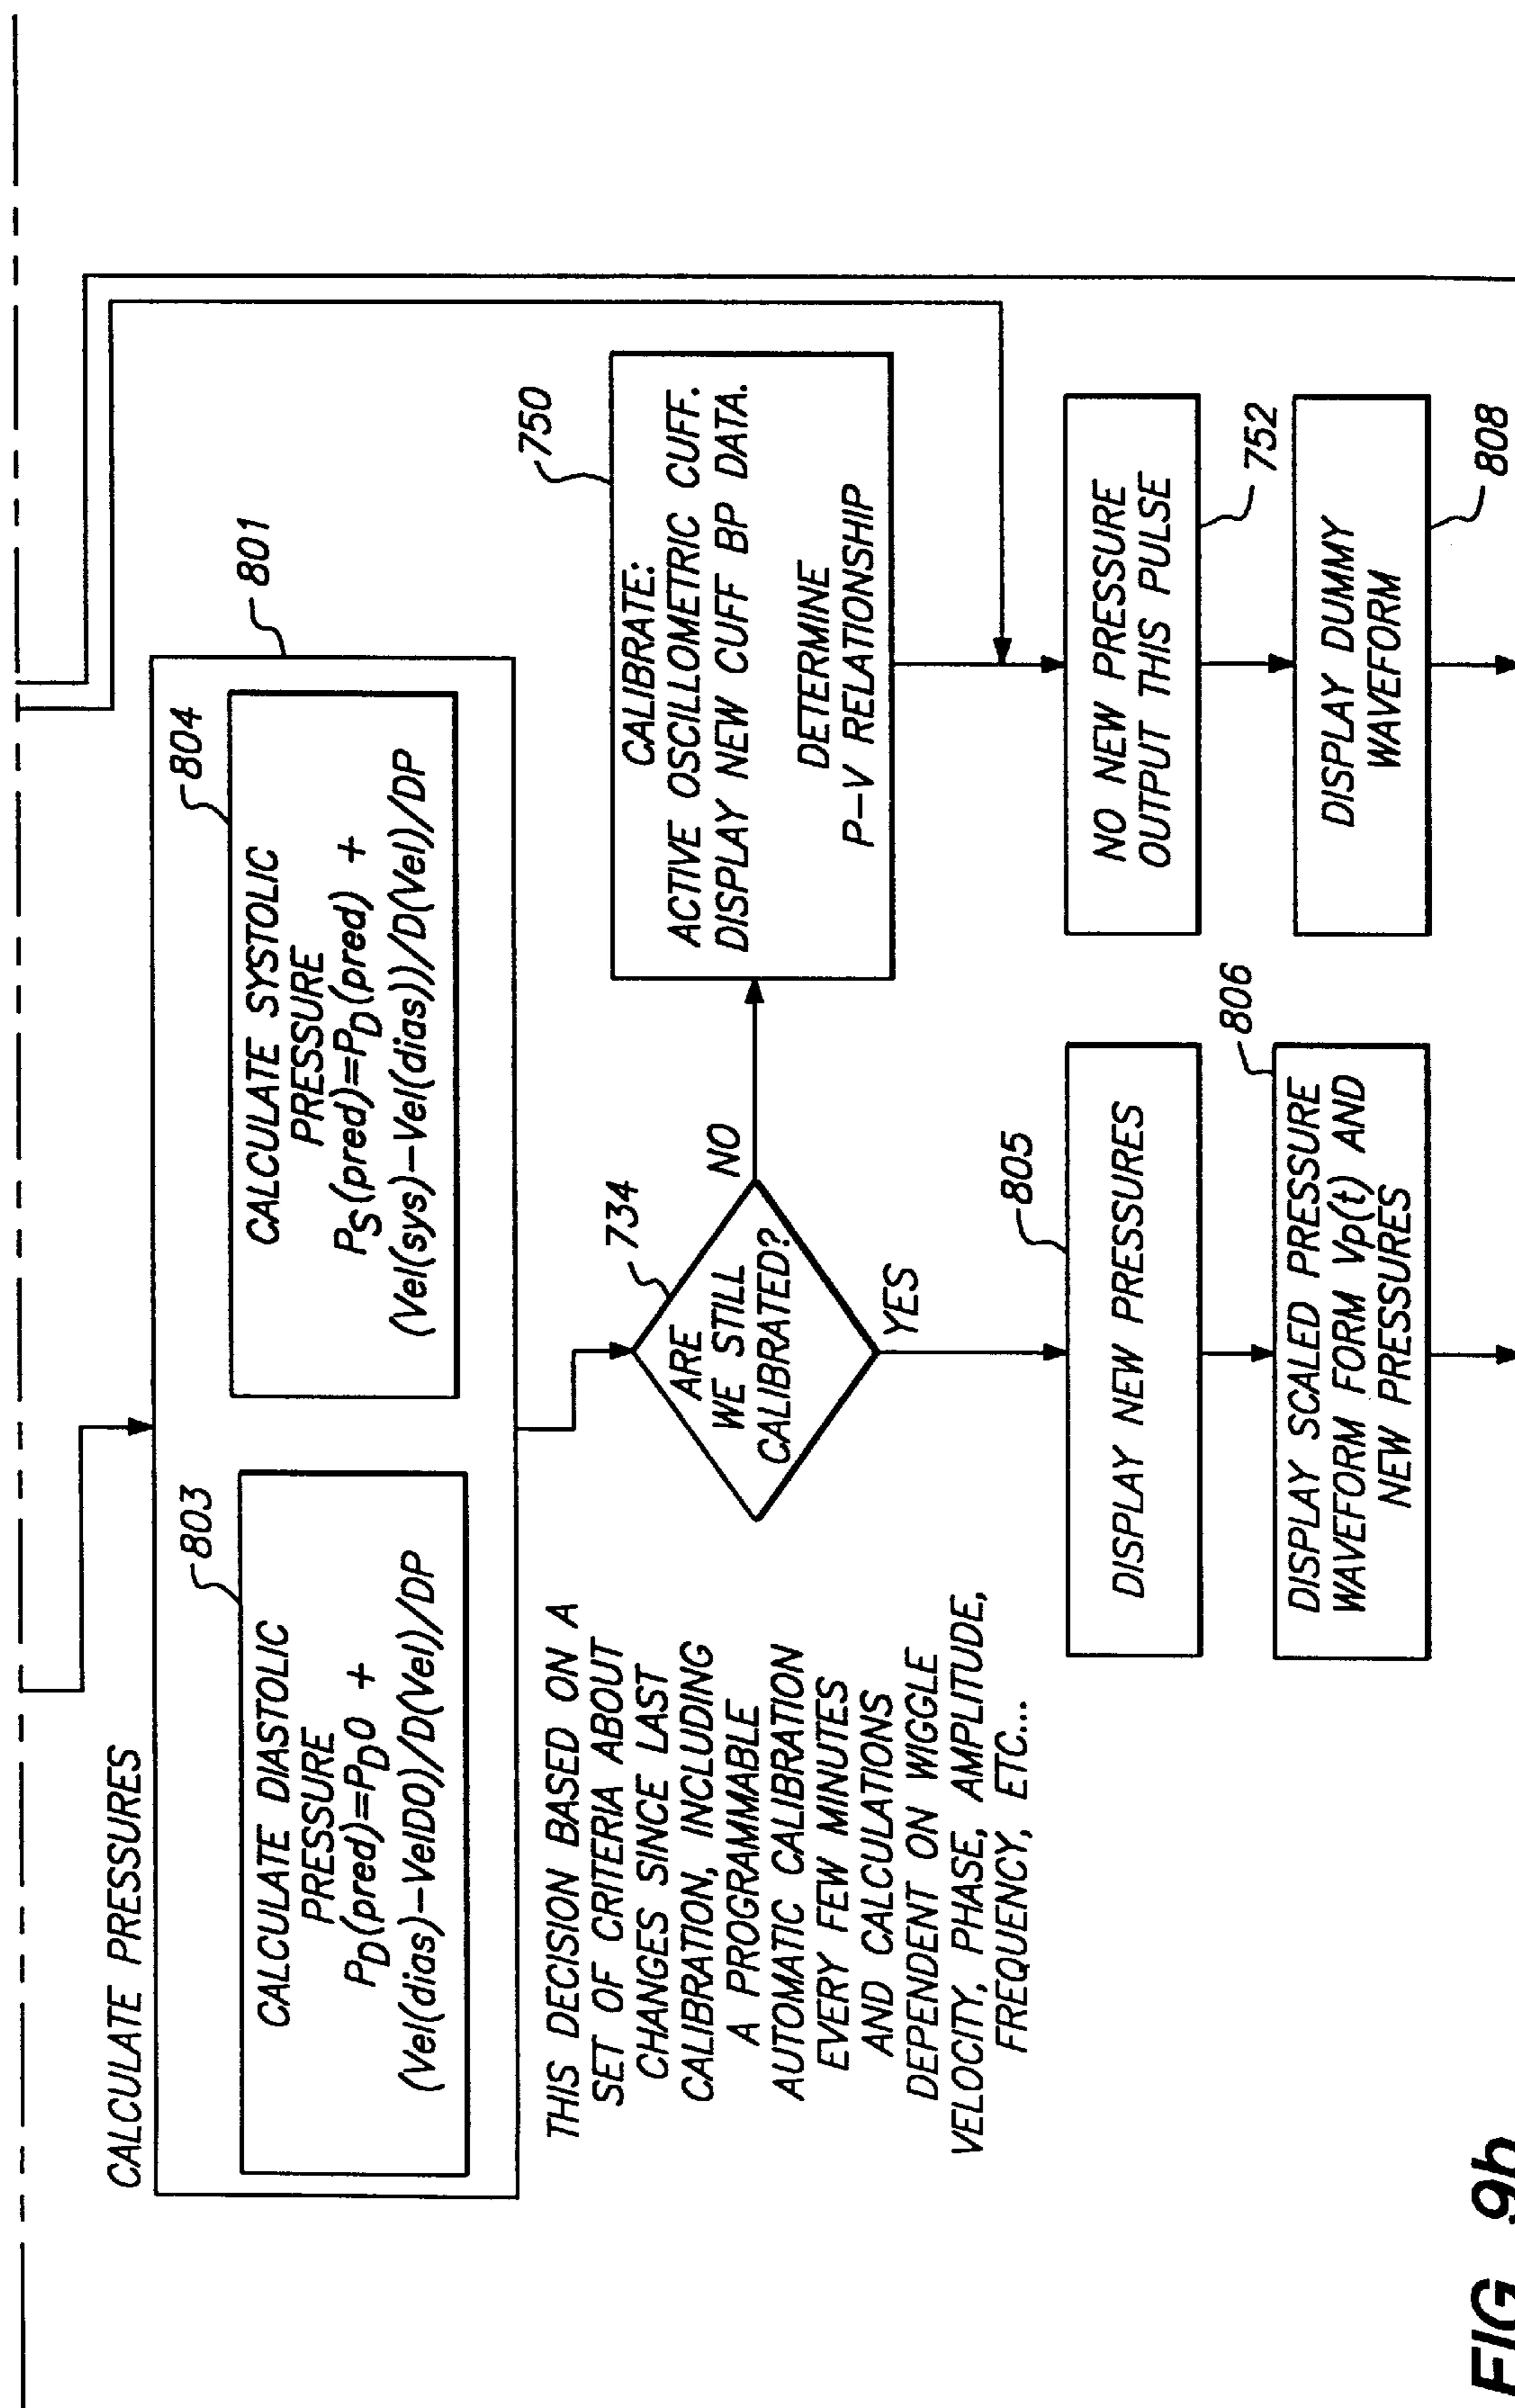 CALCULATE PRESSURES
801
803
CALCULATE DIASTOLIC
PRESSURE
PD(pred)=PD0 +
(Vel(dias)-VelD0)/D(Vel)/DP
804
CALCULATE SYSTOLIC
PRESSURE
PS(pred)=PD(pred) +
(Vel(sys)-Vel(dias))/D(Vel)/DP
THIS DECISION BASED ON A
SET OF CRITERIA ABOUT
CHANGES SINCE LAST
CALIBRATION, INCLUDING
A PROGRAMMABLE
AUTOMATIC CALIBRATION
EVERY FEW MINUTES
AND CALCULATIONS
DEPENDENT ON WIGGLE
VELOCITY, PHASE, AMPLITUDE,
FREQUENCY, ETC...
734
ARE
WE STILL
CALIBRATED?
NO
YES
750
CALIBRATE:
ACTIVE OSCILLOMETRIC CUFF.
DISPLAY NEW CUFF BP DATA.
DETERMINE
P-V RELATIONSHIP
805
DISPLAY NEW PRESSURES
NO NEW PRESSURE
OUTPUT THIS PULSE
752
806
DISPLAY SCALED PRESSURE
WAVEFORM FORM Vp(t) AND
NEW PRESSURES
DISPLAY DUMMY
WAVEFORM
808
FIG. 9b